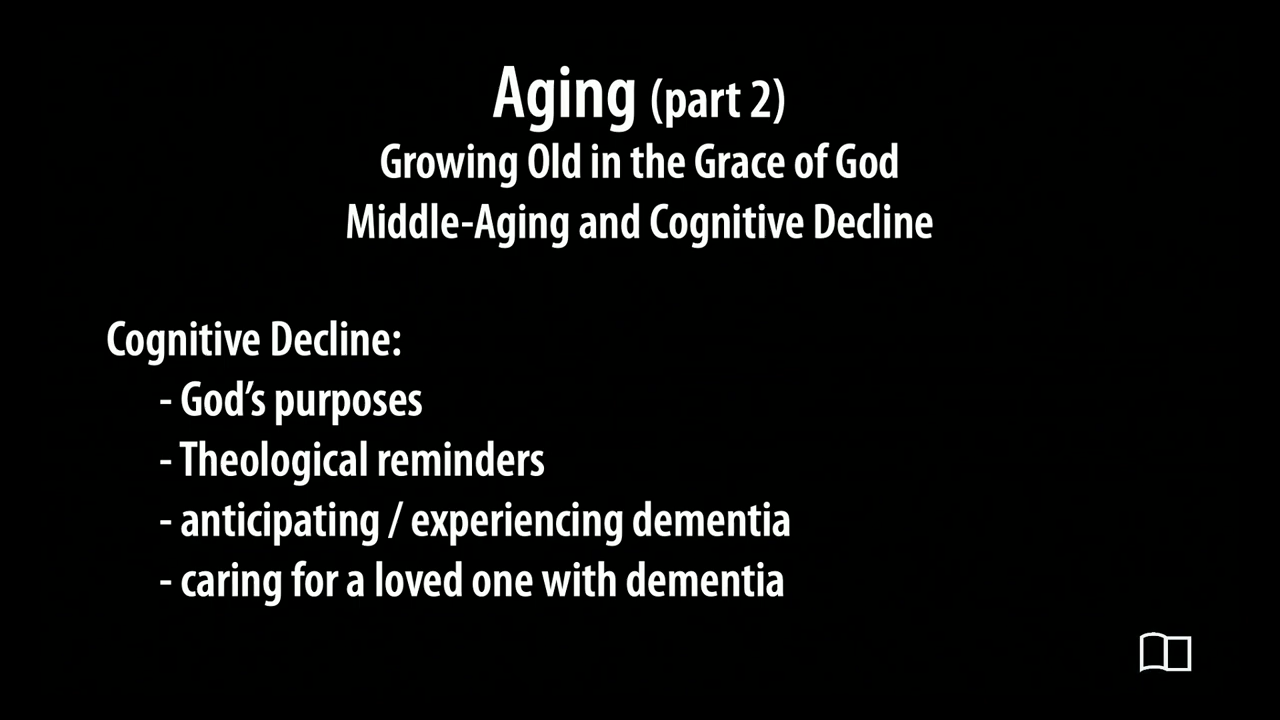 Aging (part 2)
Growing Old in the Grace of God
Middle-Aging and Cognitive Decline
Cognitive Decline:
- God’s purposes
- Theological reminders
- anticipating / experiencing dementia
- caring for a loved one with dementia